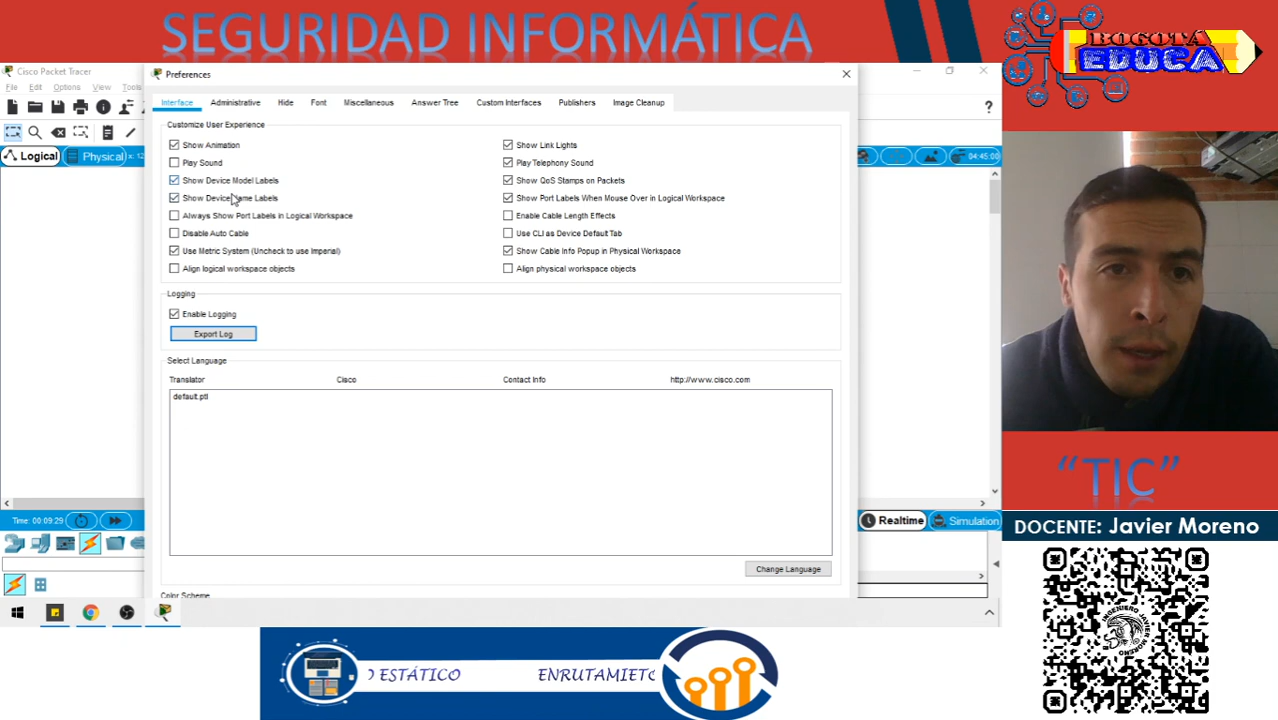 SEGURIDAD INFORMÁTICA
BOGOTÁ
EDUCA
Cisco Packet Tracer
File Edit Options View Tools
Logical
Physical x: 12
Preferences
Interface Administrative Hide Font Miscellaneous Answer Tree Custom Interfaces Publishers Image Cleanup
Customize User Experience
Show Animation
Show Link Lights
Play Sound
Play Telephony Sound
Show Device Model Labels
Show QoS Stamps on Packets
Show Device Name Labels
Show Port Labels When Mouse Over in Logical Workspace
Always Show Port Labels in Logical Workspace
Enable Cable Length Effects
Disable Auto Cable
Use CLI as Device Default Tab
Use Metric System (Uncheck to use Imperial)
Show Cable Info Popup in Physical Workspace
Align logical workspace objects
Align physical workspace objects
Logging
Enable Logging
Export Log
Select Language
Translator Cisco Contact Info http://www.cisco.com
default.ptl
Change Language
Color Scheme
04:45:00
Time: 00:09:29
Realtime
Simulation
"TIC"
DOCENTE: Javier Moreno
INGENIERO JAVIER MORENO
O ESTÁTICO
ENRUTAMIETO